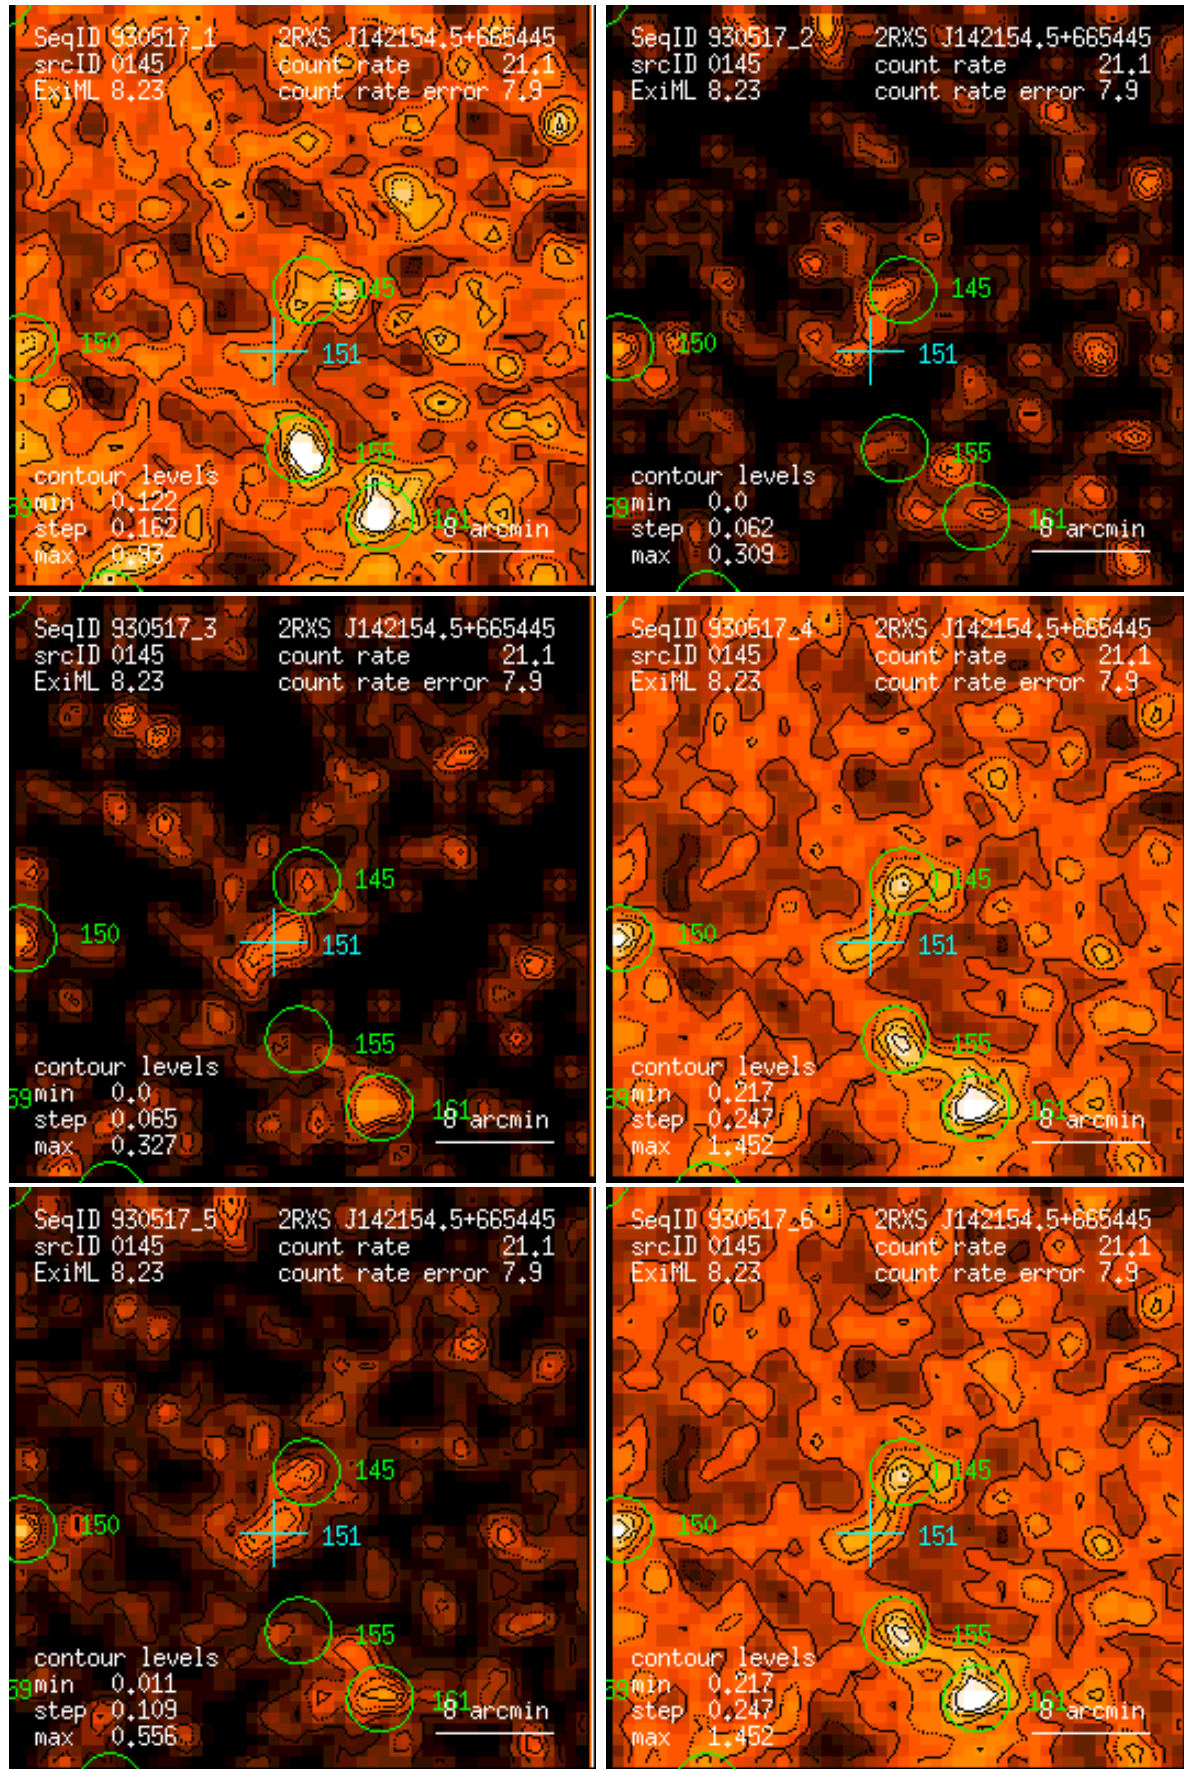 SeqID 930517_1 2RXS J142154.5+665445
srcID 0145 count rate 21.1
ExiML 8.23 count rate error 7.9
145
150
151
155
contour levels
59 min 0.122
step 0.162 161 8 arcmin
max 0.93
SeqID 930517_2 2RXS J142154.5+665445
srcID 0145 count rate 21.1
ExiML 8.23 count rate error 7.9
145
150
151
155
contour levels
59 min 0.0
step 0.062 161 8 arcmin
max 0.309
SeqID 930517_3 2RXS J142154.5+665445
srcID 0145 count rate 21.1
ExiML 8.23 count rate error 7.9
145
150
151
155
contour levels
59 min 0.0
step 0.065 161 8 arcmin
max 0.327
SeqID 930517_4 2RXS J142154.5+665445
srcID 0145 count rate 21.1
ExiML 8.23 count rate error 7.9
145
150
151
155
contour levels
59 min 0.217
step 0.247 161 8 arcmin
max 1.452
SeqID 930517_5 2RXS J142154.5+665445
srcID 0145 count rate 21.1
ExiML 8.23 count rate error 7.9
145
150
151
155
contour levels
59 min 0.011
step 0.109 161 8 arcmin
max 0.556
SeqID 930517_6 2RXS J142154.5+665445
srcID 0145 count rate 21.1
ExiML 8.23 count rate error 7.9
145
150
151
155
contour levels
59 min 0.217
step 0.247 161 8 arcmin
max 1.452